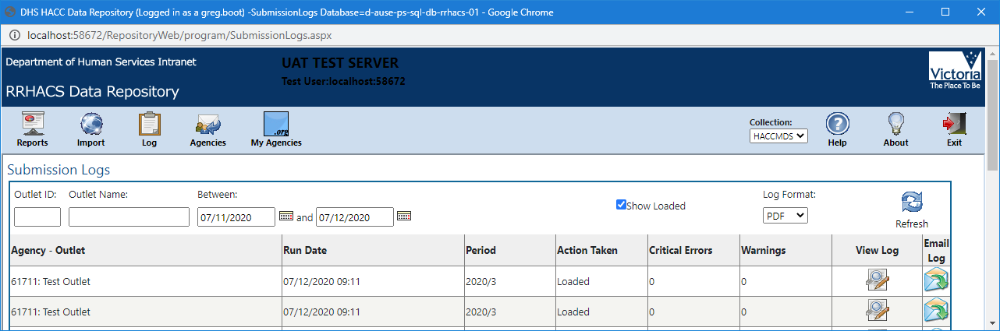 DHS HACC Data Repository (Logged in as a greg.boot) -SubmissionLogs Database=d-ause-ps-sql-db-rrhacs-01 - Google Chrome
localhost:58672/RepositoryWeb/program/SubmissionLogs.aspx
Department of Human Services Intranet
UAT TEST SERVER
Test User:localhost:58672
RRHACS Data Repository
Victoria
The Place To Be
Reports Import Log Agencies .org My Agencies
Collection:
HACCMDS
Help About Exit
Submission Logs
Outlet ID: Outlet Name: Between: Log Format:
Show Loaded
07/11/2020 and 07/12/2020 PDF
Refresh
Agency - Outlet Run Date Period Action Taken Critical Errors Warnings View Log Email Log
61711: Test Outlet 07/12/2020 09:11 2020/3 Loaded 0 0
61711: Test Outlet 07/12/2020 09:11 2020/3 Loaded 0 0